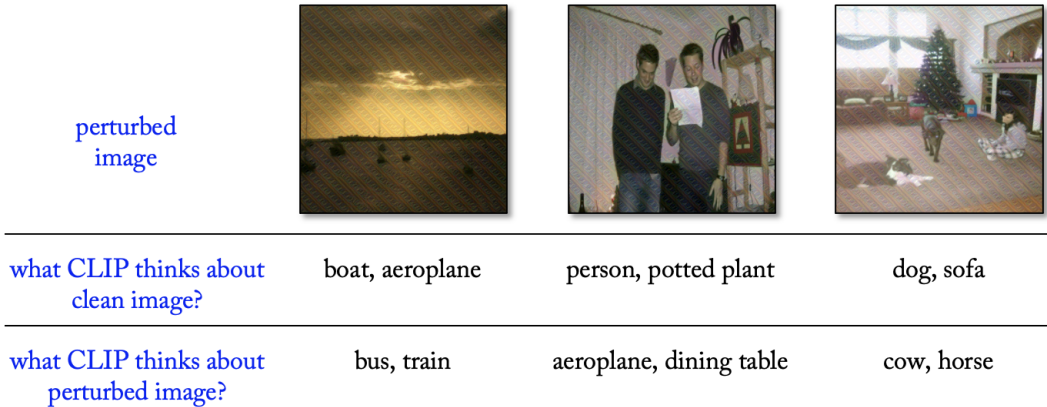 perturbed
image
what CLIP thinks about
clean image?
boat, aeroplane
person, potted plant
dog, sofa
what CLIP thinks about
perturbed image?
bus, train
aeroplane, dining table
cow, horse